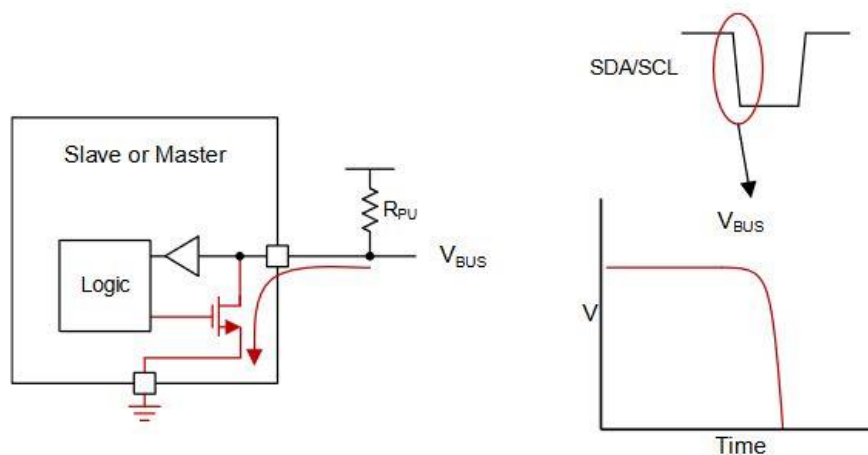 SDA/SCL
Slave or Master
RPU
VBUS
Logic
VBUS
V
Time